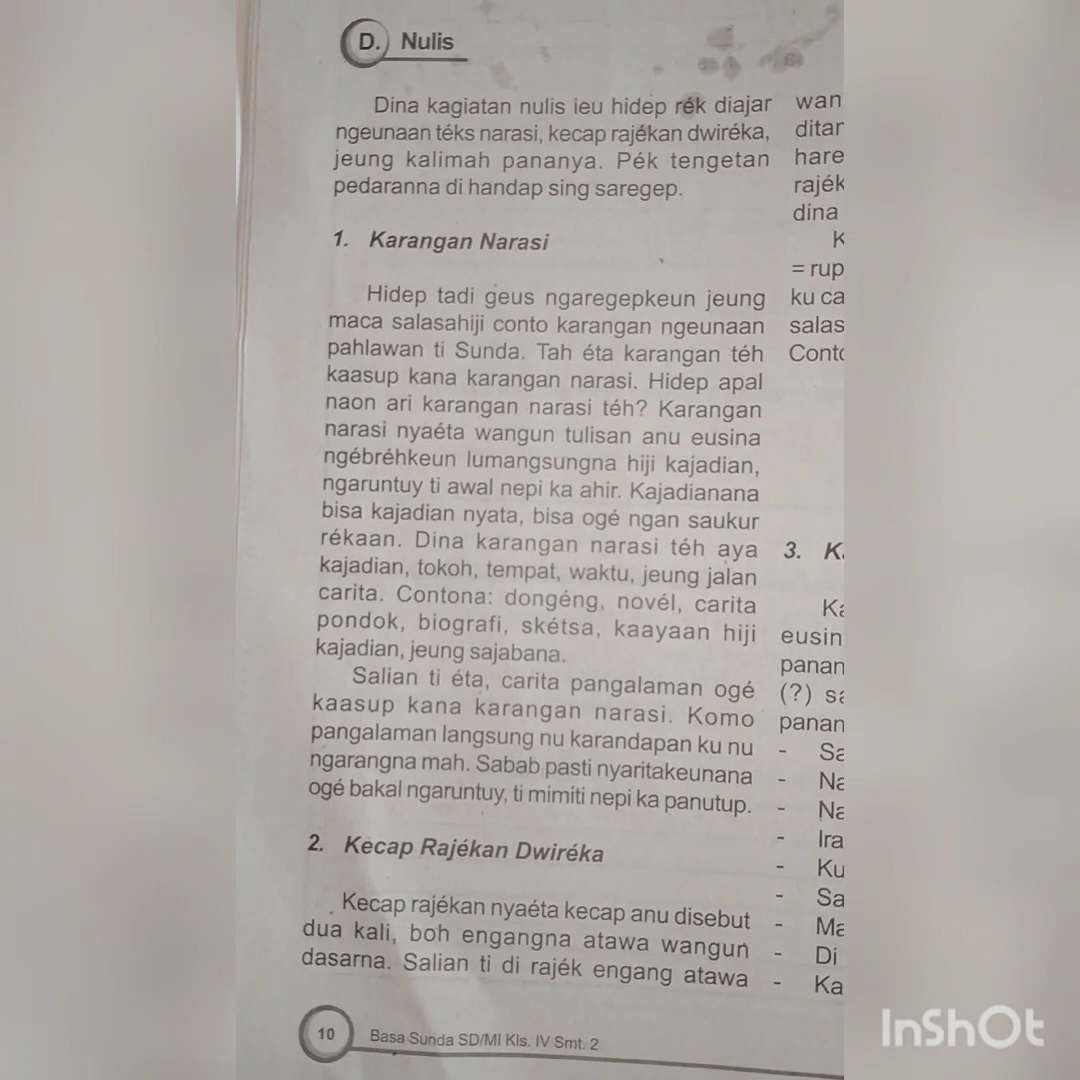 D. Nulis
Dina kagiatan nulis ieu hidep rék diajar
ngeunaan téks narasi, kecap rajékan dwiréka,
jeung kalimah pananya. Pék tengetan
pedaranna di handap sing saregep.
1. Karangan Narasi
Hidep tadi geus ngaregepkeun jeung
maca salasahiji conto karangan ngeunaan
pahlawan ti Sunda. Tah éta karangan téh
kaasup kana karangan narasi. Hidep apal
naon ari karangan narasi téh? Karangan
narasi nyaéta wangun tulisan anu eusina
ngébréhkeun lumangsungna hiji kajadian,
ngaruntuy ti awal nepi ka ahir. Kajadianana
bisa kajadian nyata, bisa ogé ngan saukur
rékaan. Dina karangan narasi téh aya
kajadian, tokoh, tempat, waktu, jeung jalan
carita. Contona: dongéng, novél, carita
pondok, biografi, skétsa, kaayaan hiji
kajadian, jeung sajabana.
Salian ti éta, carita pangalaman ogé
kaasup kana karangan narasi. Komo
pangalaman langsung nu karandapan ku nu
ngarangna mah. Sabab pasti nyaritakeunana
ogé bakal ngaruntuy, ti mimiti nepi ka panutup.
2. Kecap Rajékan Dwiréka
Kecap rajékan nyaéta kecap anu disebut
dua kali, boh engangna atawa wangun
dasarna. Salian ti di rajék engang atawa
10 Basa Sunda SD/MI Kls. IV Smt. 2
wan
ditar
hare
rajék
dina
K
= rup
ku ca
salas
Conto
3. Ka
Ka
eusin
panan
(?) sa
panan
- Sa
- Na
- Na
- Ira
- Ku
- Sa
- Ma
- Di
- Ka
InShOt